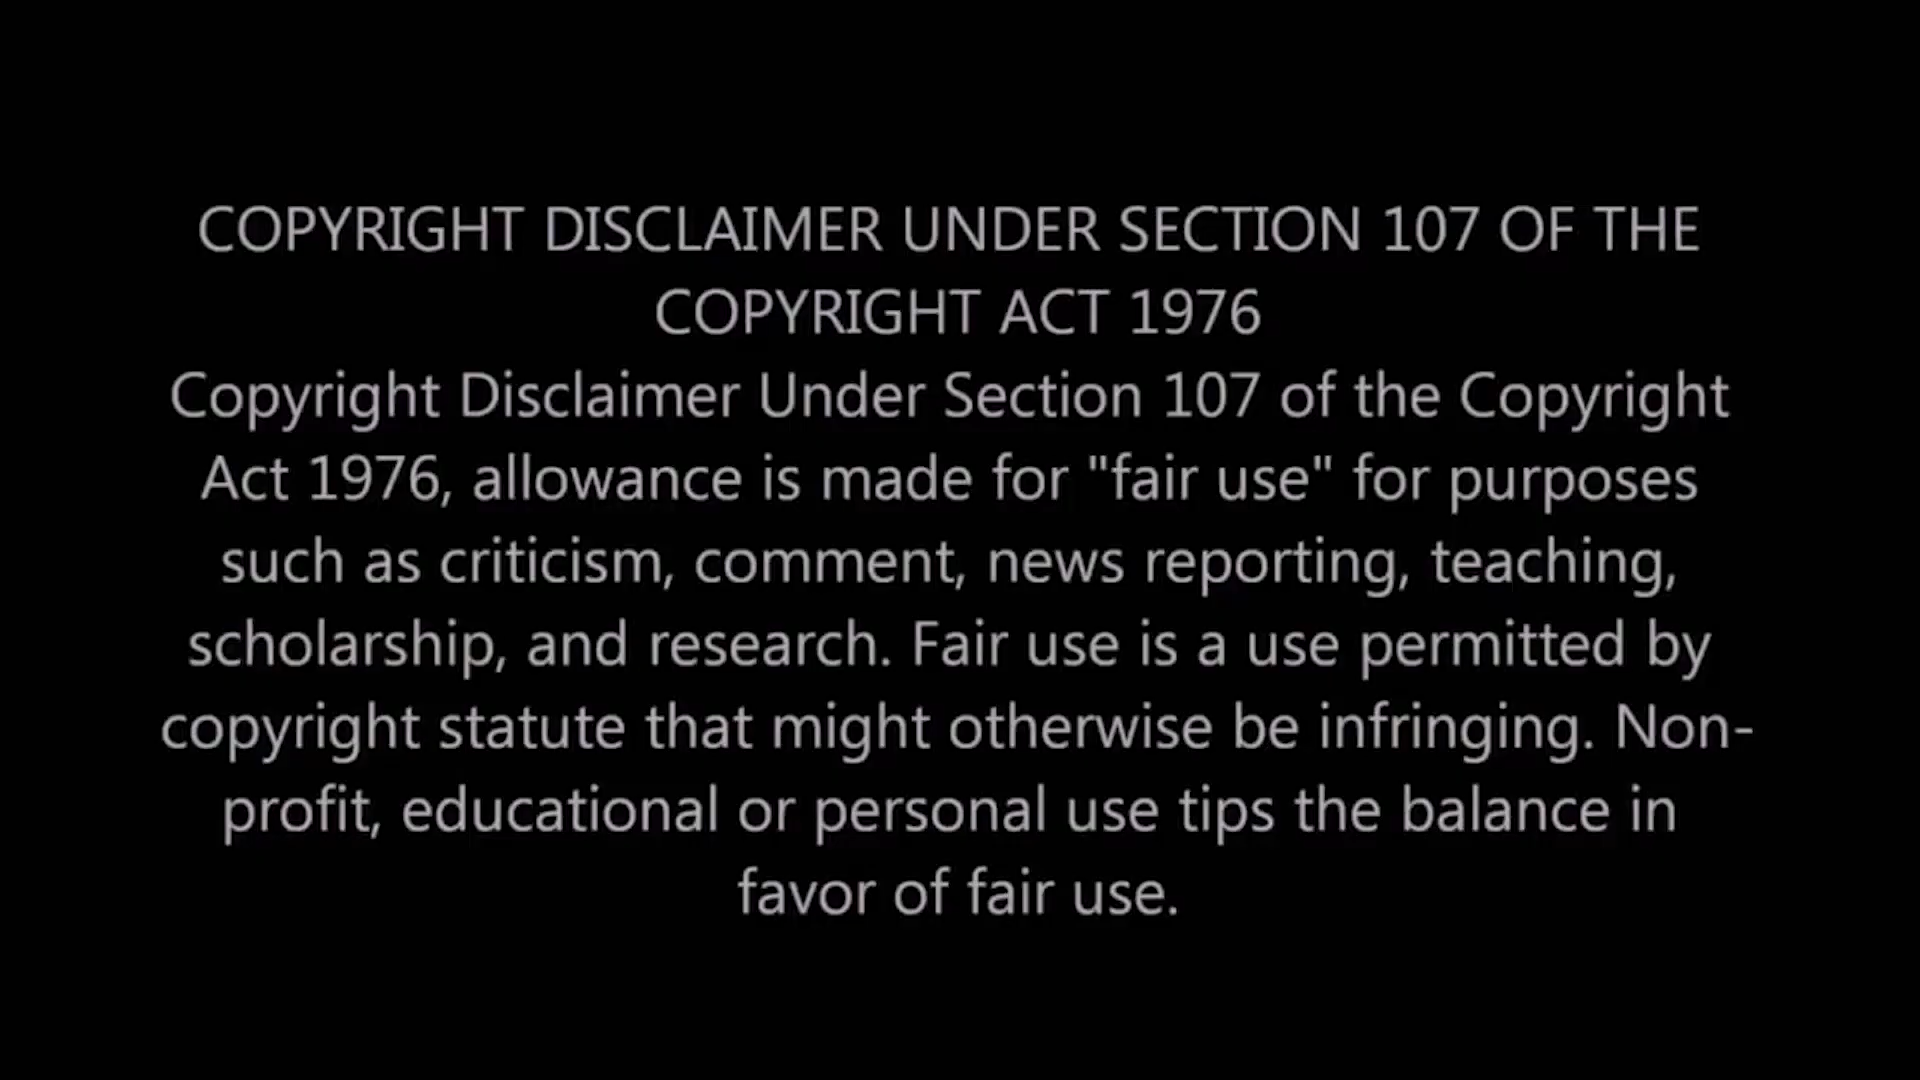 COPYRIGHT DISCLAIMER UNDER SECTION 107 OF THE
COPYRIGHT ACT 1976
Copyright Disclaimer Under Section 107 of the Copyright
Act 1976, allowance is made for "fair use" for purposes
such as criticism, comment, news reporting, teaching,
scholarship, and research. Fair use is a use permitted by
copyright statute that might otherwise be infringing. Non-
profit, educational or personal use tips the balance in
favor of fair use.